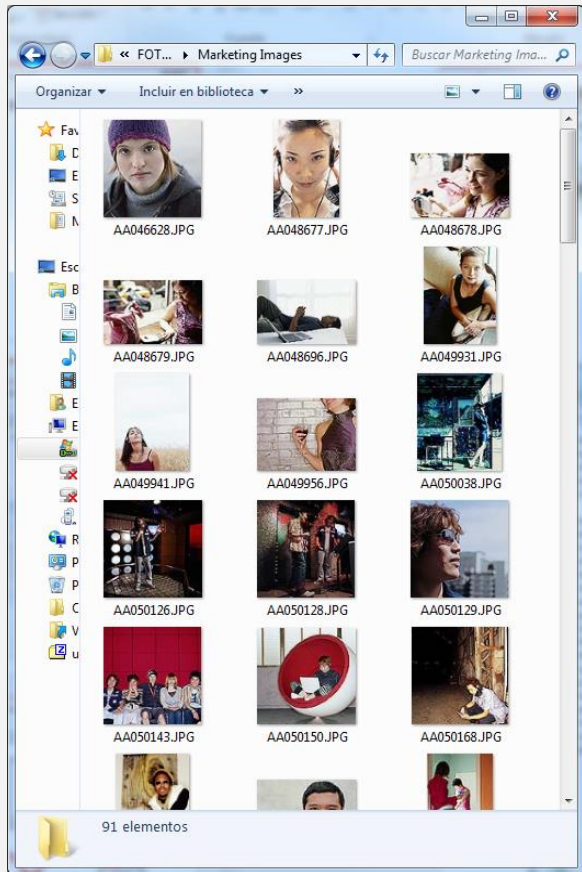 « FOT... ▸ Marketing Images
Buscar Marketing Ima...
Organizar Incluir en biblioteca »
Fav
D
E
S
N
Esc
B
E
E
R
P
P
C
V
u
AA046628.JPG AA048677.JPG AA048678.JPG
AA048679.JPG AA048696.JPG AA049931.JPG
AA049941.JPG AA049956.JPG AA050038.JPG
AA050126.JPG AA050128.JPG AA050129.JPG
AA050143.JPG AA050150.JPG AA050168.JPG
91 elementos